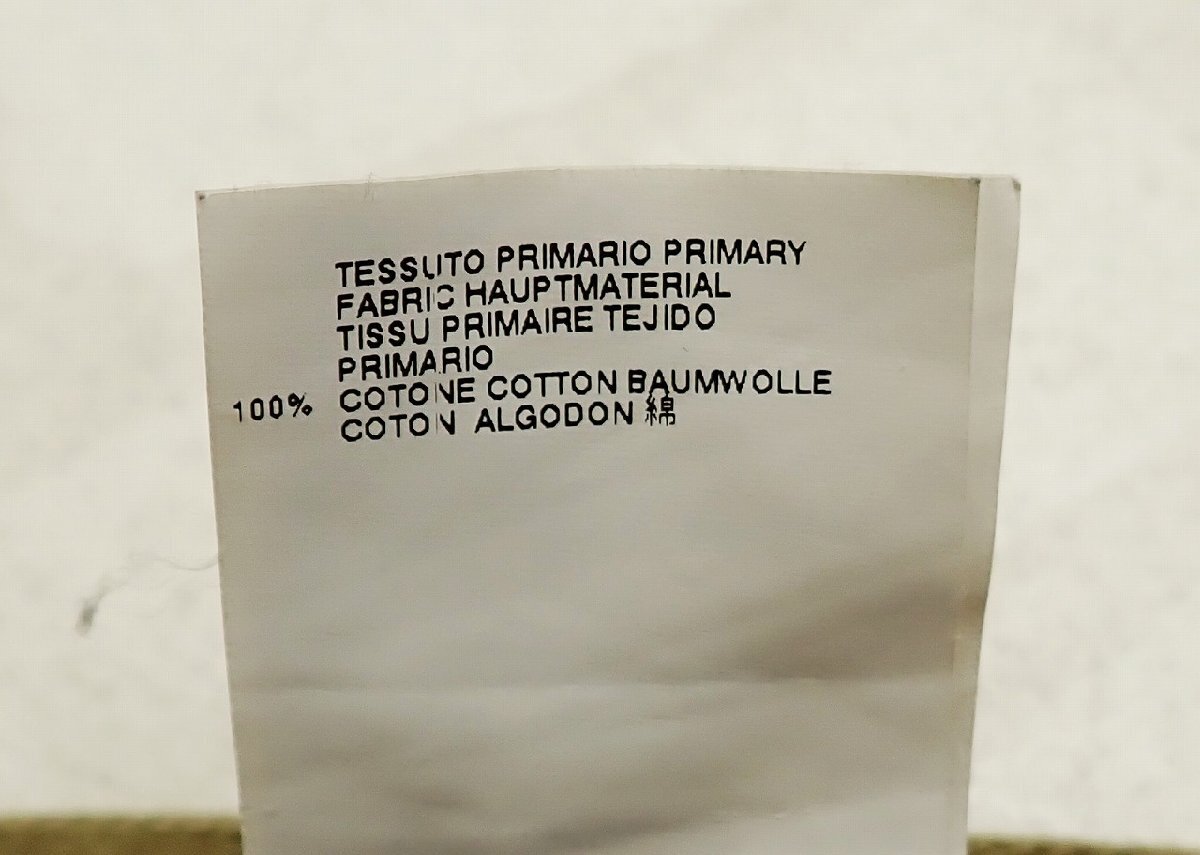 TESSUTO PRIMARIO PRIMARY
FABRIC HAUPTMATERIAL
TISSU PRIMAIRE TEJIDO
PRIMARIO
100% COTONE COTTON BAUMWOLLE
COTON ALGODON 綿